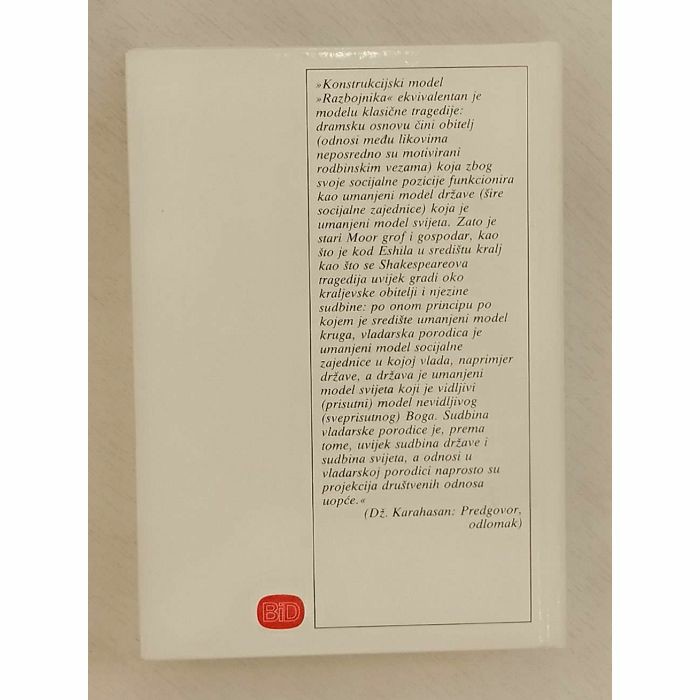 »Konstrukcijski model
»Razbojnika« ekvivalentan je
modelu klasične tragedije:
dramsku osnovu čini obitelj
(odnosi među likovima
neposredno su motivirani
rodbinskim vezama) koja zbog
svoje socijalne pozicije funkcionira
kao umanjeni model države (šire
socijalne zajednice) koja je
umanjeni model svijeta. Zato je
stari Moor grof i gospodar, kao
što je kod Eshila u središtu kralj
kao što se Shakespeareova
tragedija uvijek gradi oko
kraljevske obitelji i njezine
sudbine: po onom principu po
kojem je središte umanjeni model
kruga, vladarska porodica je
umanjeni model socijalne
zajednice u kojoj vlada, naprimjer
države, a država je umanjeni
model svijeta koji je vidljivi
(prisutni) model nevidljivog
(sveprisutnog) Boga. Sudbina
vladarske porodice je, prema
tome, uvijek sudbina države i
sudbina svijeta, a odnosi u
vladarskoj porodici naprosto su
projekcija društvenih odnosa
uopće.«
(Dž. Karahasan: Predgovor,
odlomak)
BiD